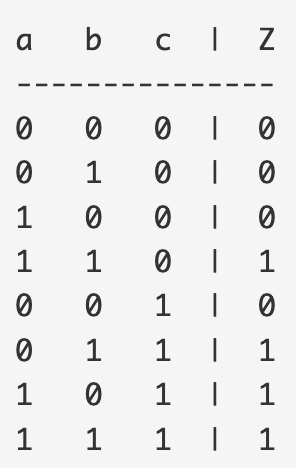 a b c | Z
---------------
0 0 0 | 0
0 1 0 | 0
1 0 0 | 0
1 1 0 | 1
0 0 1 | 0
0 1 1 | 1
1 0 1 | 1
1 1 1 | 1